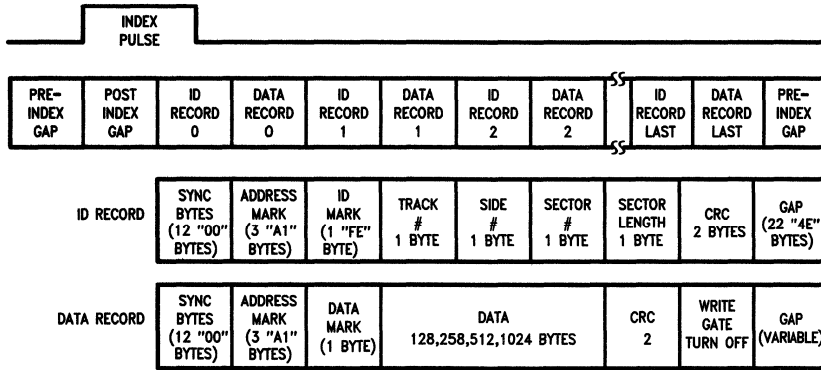 INDEX
PULSE
PRE-
INDEX
GAP
POST
INDEX
GAP
ID
RECORD
0
DATA
RECORD
0
ID
RECORD
1
DATA
RECORD
1
ID
RECORD
2
DATA
RECORD
2
ID
RECORD
LAST
DATA
RECORD
LAST
PRE-
INDEX
GAP
ID RECORD
SYNC
BYTES
(12 "00"
BYTES)
ADDRESS
MARK
(3 "A1"
BYTES)
ID
MARK
(1 "FE"
BYTE)
TRACK
#
1 BYTE
SIDE
#
1 BYTE
SECTOR
#
1 BYTE
SECTOR
LENGTH
1 BYTE
CRC
2 BYTES
GAP
(22 "4E"
BYTES)
DATA RECORD
SYNC
BYTES
(12 "00"
BYTES)
ADDRESS
MARK
(3 "A1"
BYTES)
DATA
MARK
(1 BYTE)
DATA
128,258,512,1024 BYTES
CRC
2
WRITE
GATE
TURN OFF
GAP
(VARIABLE)